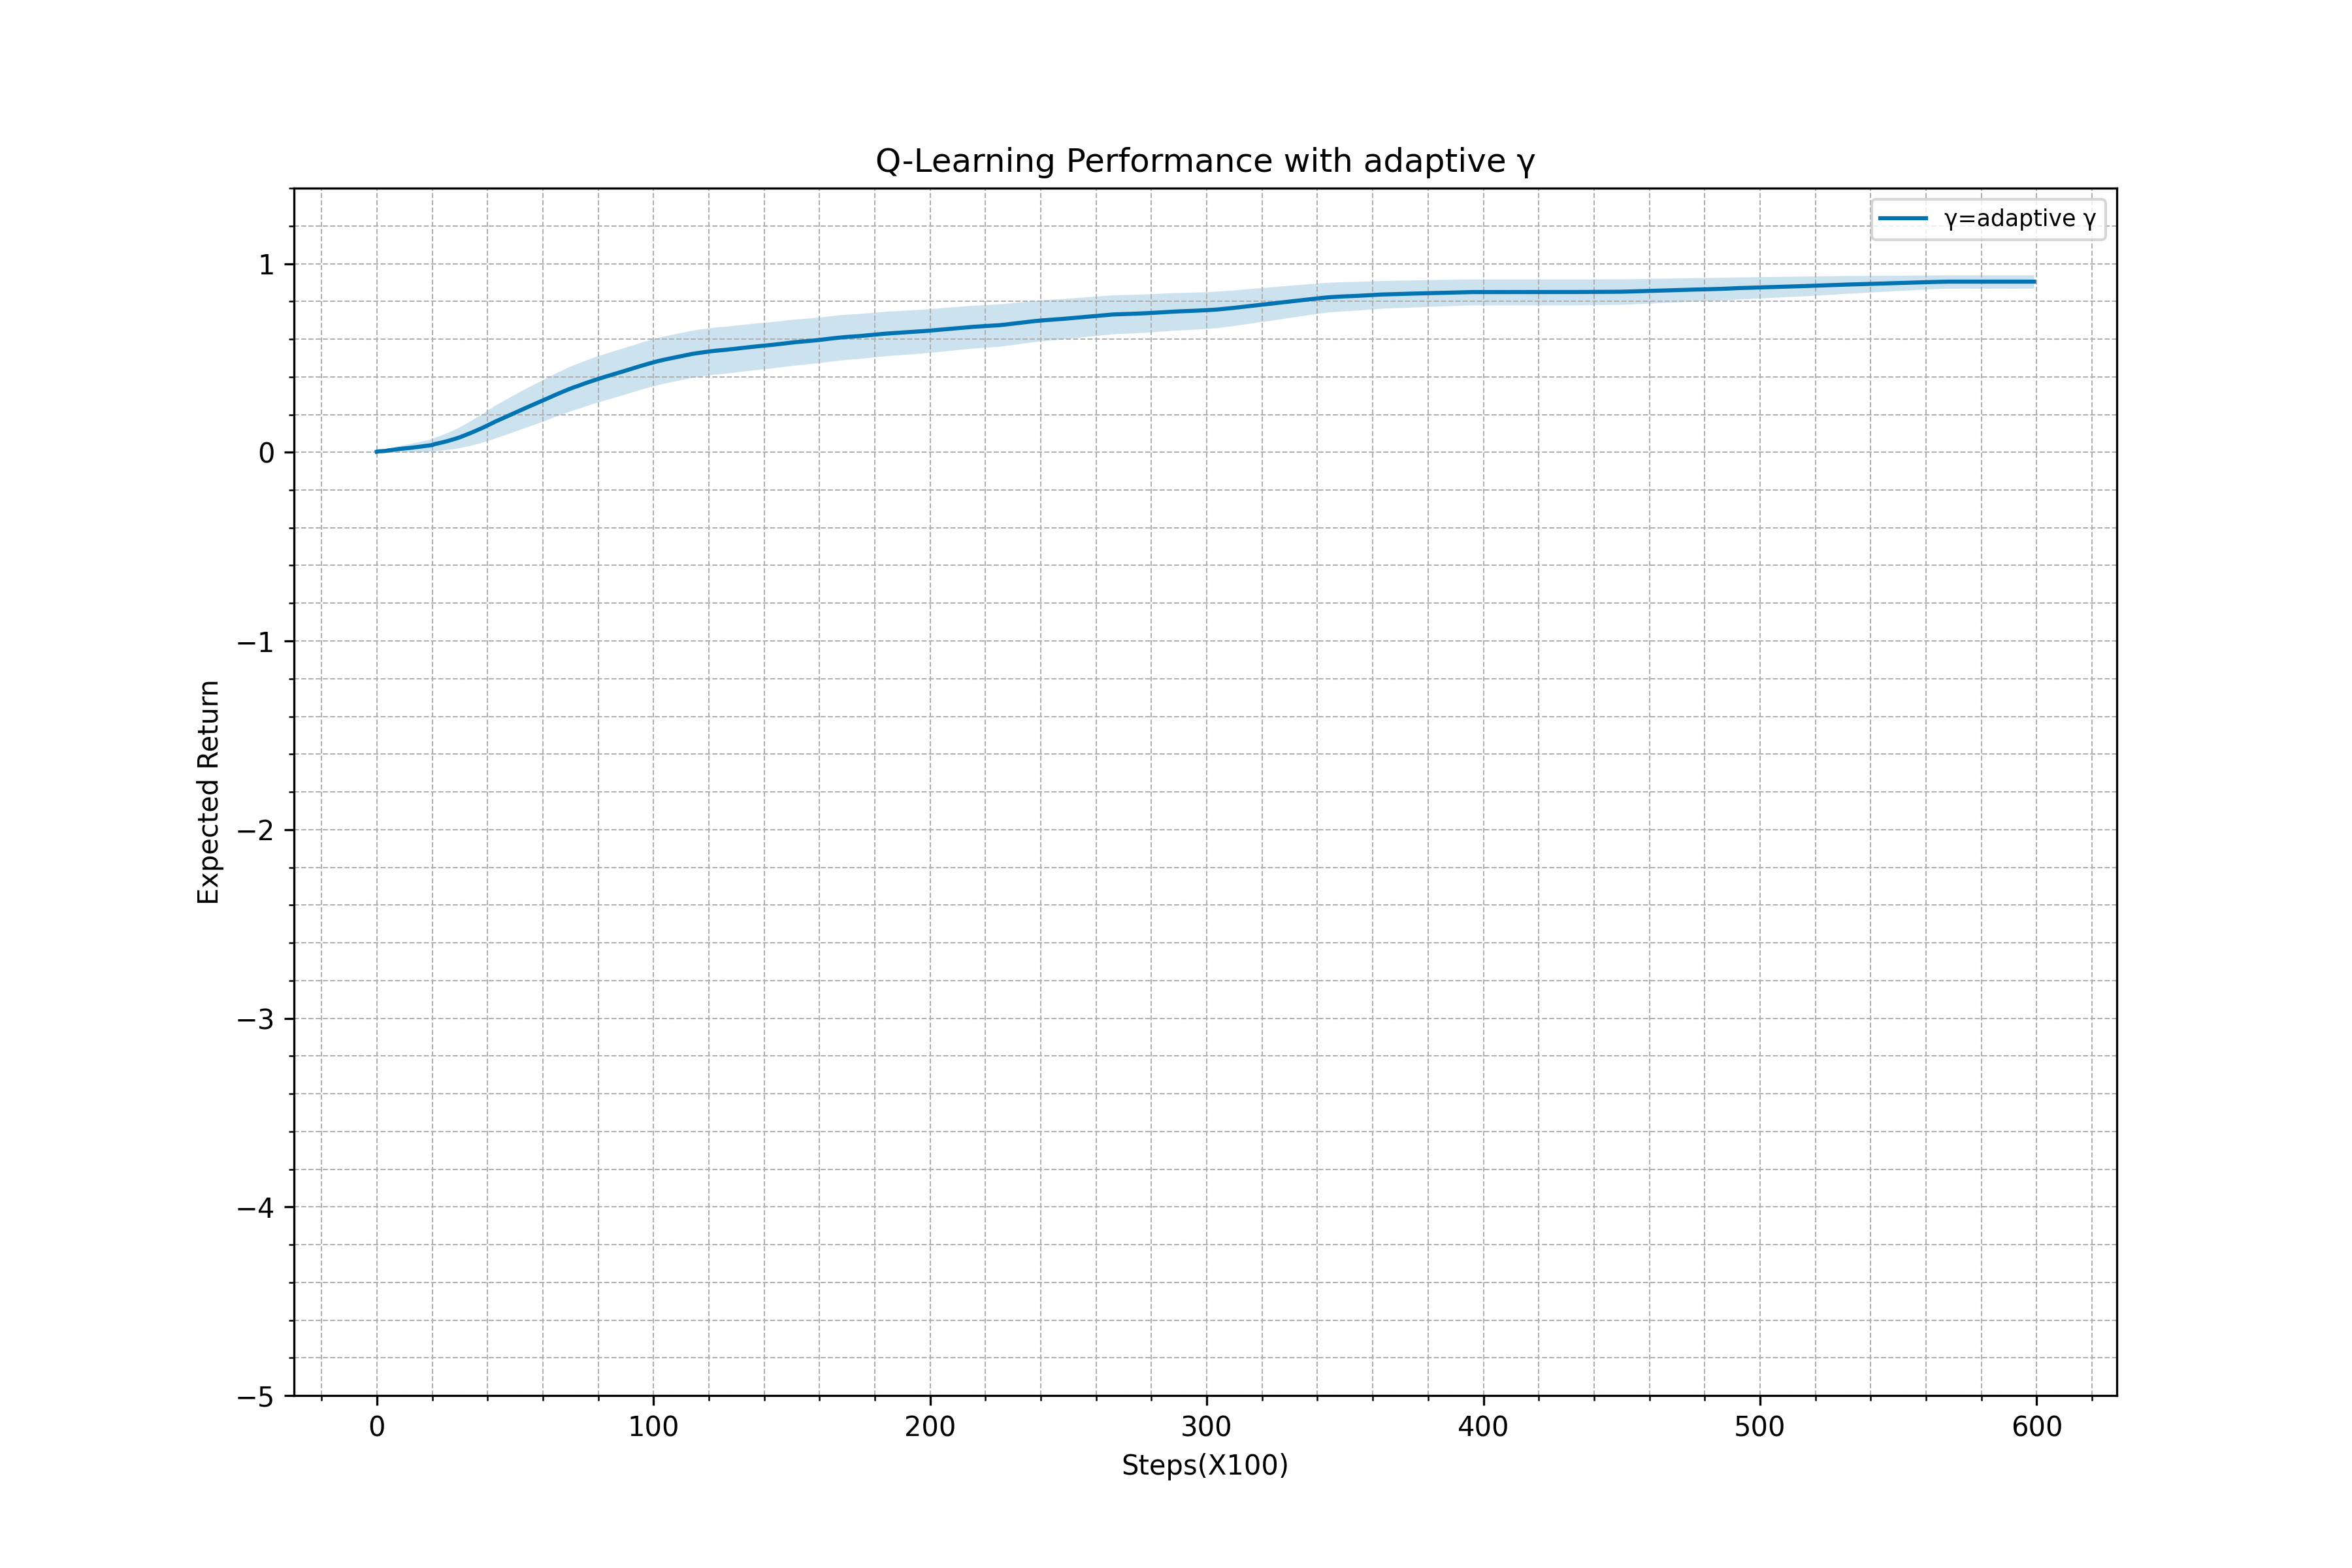 Q-Learning Performance with adaptive γ
γ=adaptive γ
1
0
−1
−2
−3
−4
−5
Expected Return
0 100 200 300 400 500 600
Steps(X100)